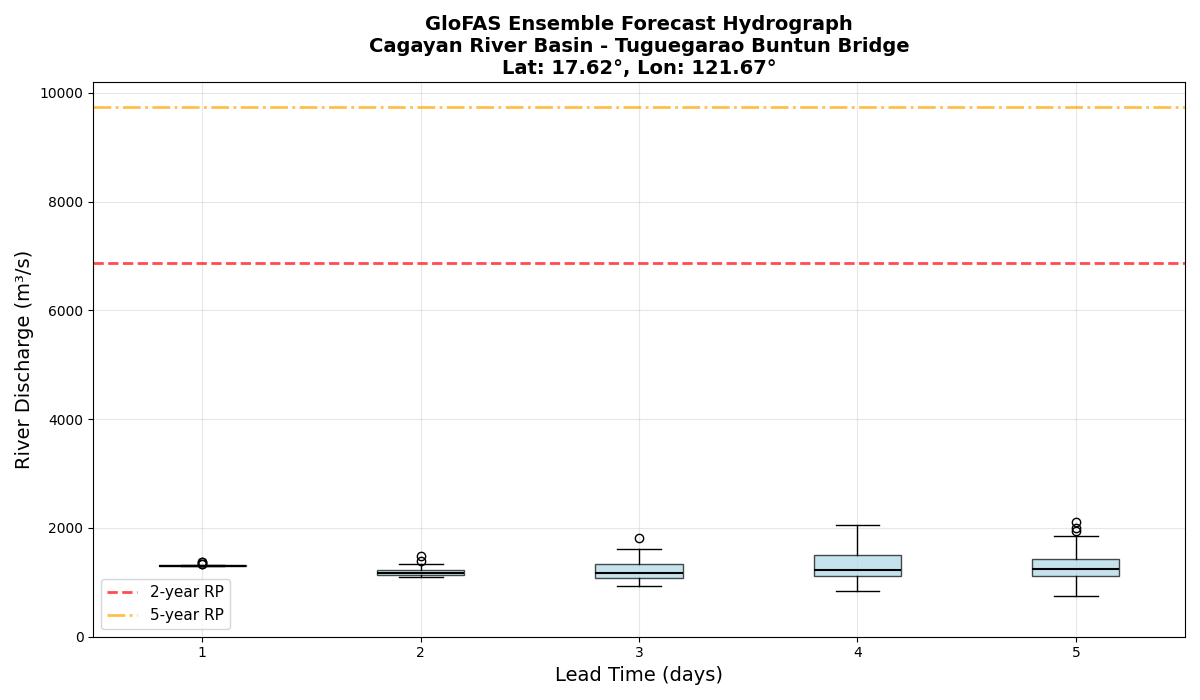 GloFAS Ensemble Forecast Hydrograph
Cagayan River Basin - Tuguegarao Buntun Bridge
Lat: 17.62°, Lon: 121.67°
River Discharge (m³/s)
10000
8000
6000
4000
2000
0
2-year RP
5-year RP
1 2 3 4 5
Lead Time (days)